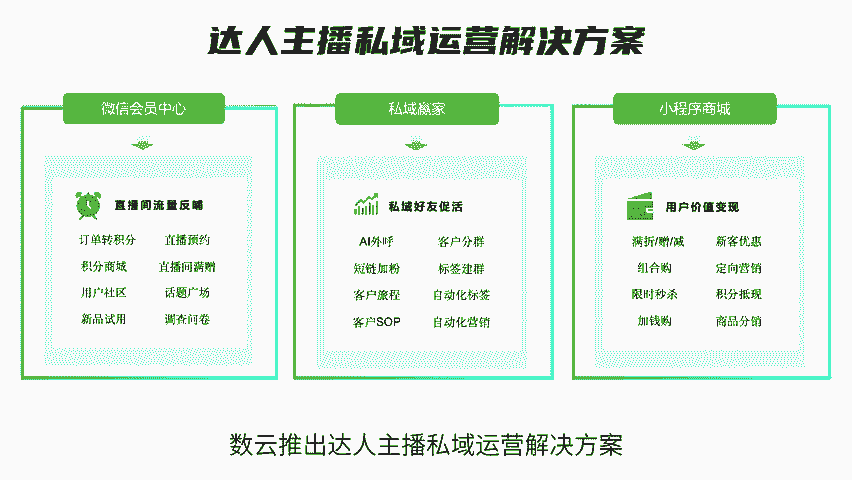 达人主播私域运营解决方案
微信会员中心
直播间流量反哺
订单转积分 直播预约
积分商城 直播间满赠
用户社区 话题广场
新品试用 调查问卷
私域赢家
私域好友促活
AI外呼 客户分群
短链加粉 标签建群
客户旅程 自动化标签
客户SOP 自动化营销
小程序商城
用户价值变现
满折/赠/减 新客优惠
组合购 定向营销
限时秒杀 积分抵现
加钱购 商品分销
数云推出达人主播私域运营解决方案